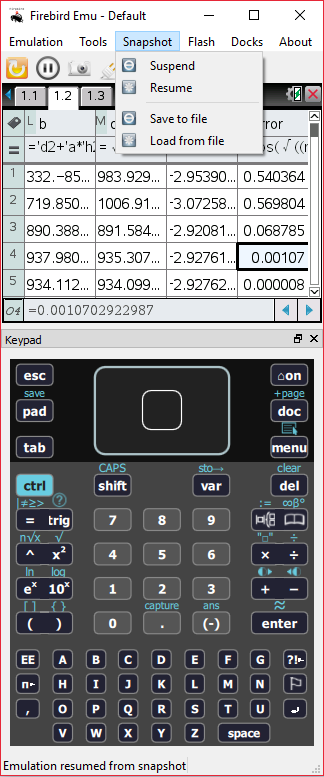 Firebird Emu - Default
Emulation Tools Snapshot Flash Docks About
Suspend
Resume
Save to file
Load from file
1.1 1.2 1.3
L b M
='d2+'a*h2
1 332.−85... 983.929... -2.95390... 0.540364
2 719.850... 1006.91... -3.07258... 0.569804
3 890.388... 891.584... -2.92081... 0.068785
4 937.980... 935.307... -2.92761... 0.00107
5 934.112... 934.099... -2.92762... 0.000008
O4 =0.0010702922987
Keypad
esc ⌂on
save +page
pad doc
tab menu
CAPS sto→ clear
ctrl shift var del
|≠≥> ? := ∞β°
= trig 7 8 9
n√x √ "□" ÷
^ x² 4 5 6 × ÷
ln log
eˣ 10ˣ 1 2 3 + −
[ ] { } capture ans ≈
( ) 0 . (-) enter
EE A B C D E F G ?!▸
π▸ H I J K L M N
, O P Q R S T U ↵
V W X Y Z space
Emulation resumed from snapshot